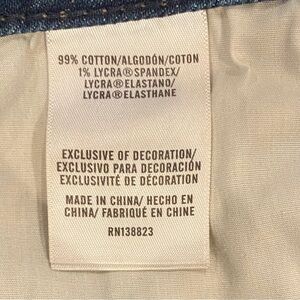 99% COTTON/ALGODÓN/COTON
1% LYCRA®SPANDEX/
LYCRA®ELASTANO/
LYCRA®ELASTHANE
EXCLUSIVE OF DECORATION/
EXCLUSIVO PARA DECORACIÓN
EXCLUSIVITÉ DE DÉCORATION
MADE IN CHINA/ HECHO EN
CHINA/ FABRIQUÉ EN CHINE
RN138823